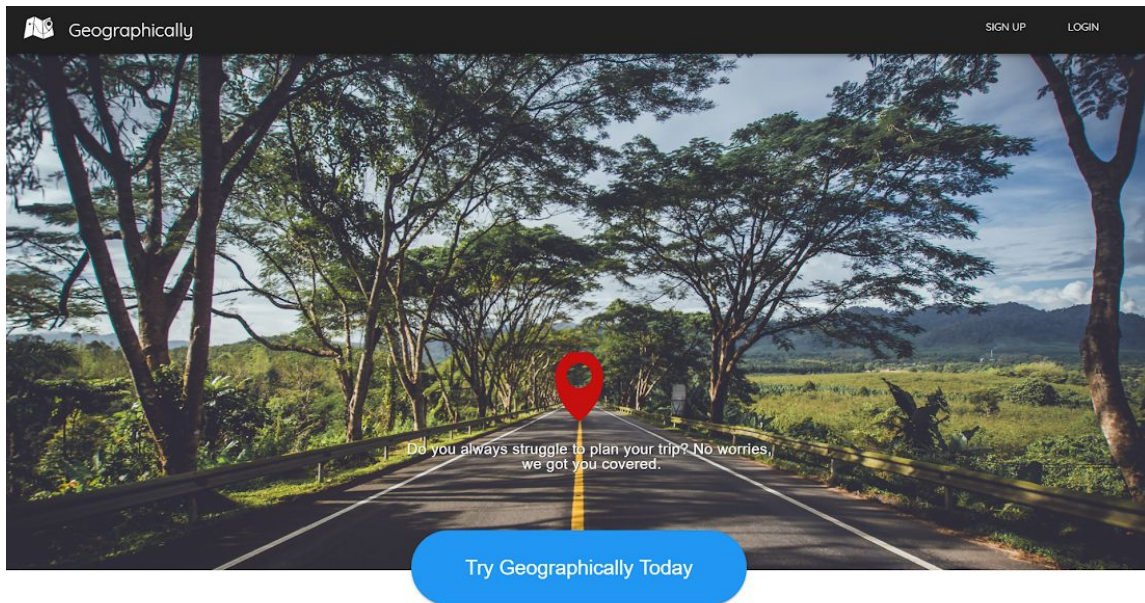 Geographically
SIGN UP
LOGIN
Do you always struggle to plan your trip? No worries,
we got you covered.
Try Geographically Today